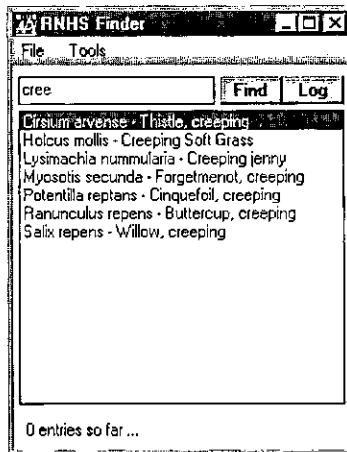 RNHS Finder
File Tools
cree Find Log
Cirsium arvense - Thistle, creeping
Holcus mollis - Creeping Soft Grass
Lysimachia nummularia - Creeping jenny
Myosotis secunda - Forgetmenot, creeping
Potentilla reptans - Cinquefoil, creeping
Ranunculus repens - Buttercup, creeping
Salix repens - Willow, creeping
0 entries so far ...